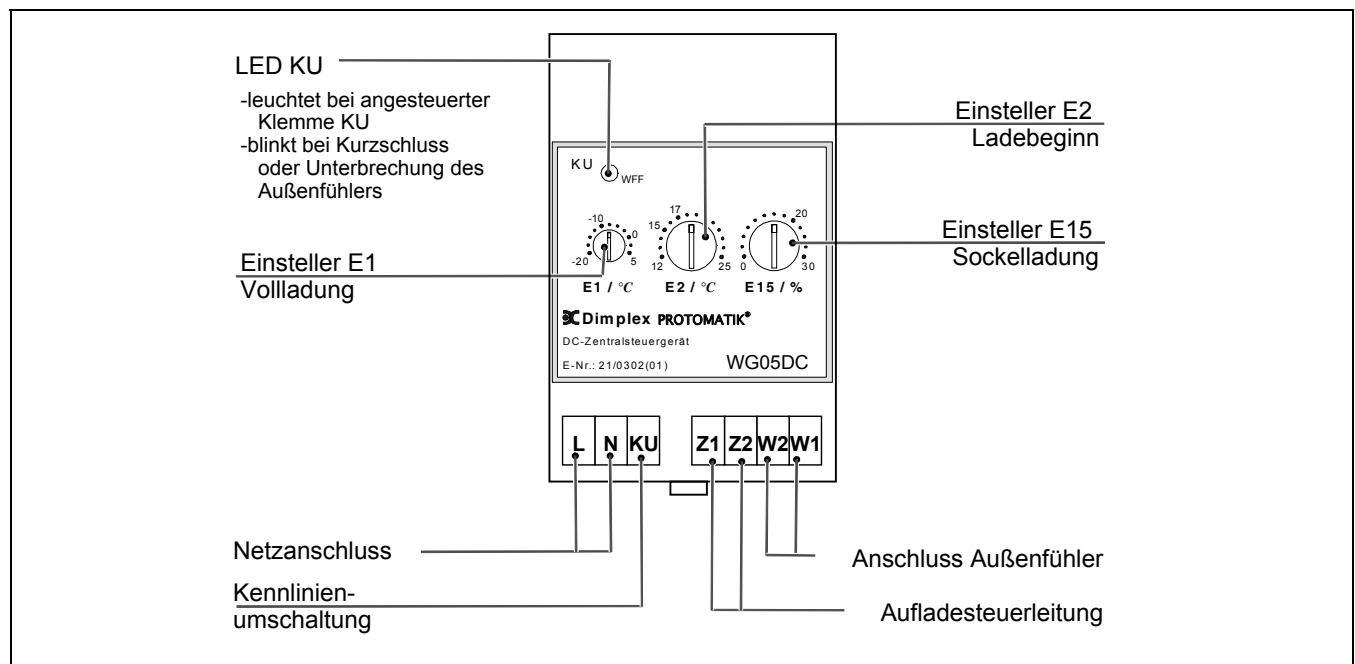 LED KU
-leuchtet bei angesteuerter
Klemme KU
-blinkt bei Kurzschluss
oder Unterbrechung des
Außenfühlers
Einsteller E1
Vollladung
Einsteller E2
Ladebeginn
Einsteller E15
Sockelladung
KU
WFF
-20 -10 0 5
12 15 17 25
0 20 30
E1 / °C E2 / °C E15 / %
Dimplex PROTOMATIK®
DC-Zentralsteuergerät
E-Nr.: 21/0302(01) WG05DC
L N KU Z1 Z2 W2 W1
Netzanschluss
Kennlinien-
umschaltung
Anschluss Außenfühler
Aufladesteuerleitung